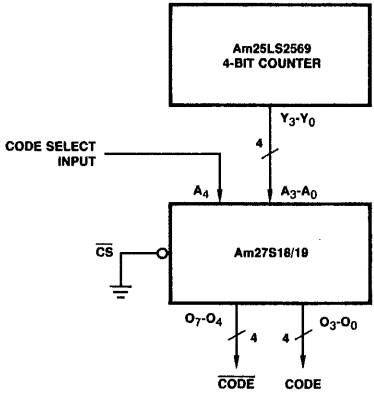 Am25LS2569
4-BIT COUNTER
Y3-Y0
4
CODE SELECT
INPUT
A4
A3-A0
CS
Am27S18/19
O7-O4
4
4
O3-O0
CODE
CODE